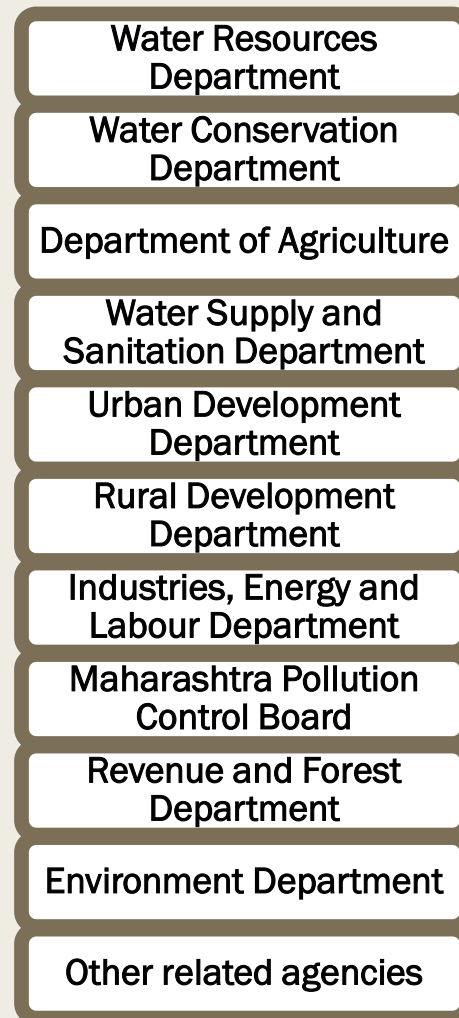 Water Resources
Department
Water Conservation
Department
Department of Agriculture
Water Supply and
Sanitation Department
Urban Development
Department
Rural Development
Department
Industries, Energy and
Labour Department
Maharashtra Pollution
Control Board
Revenue and Forest
Department
Environment Department
Other related agencies